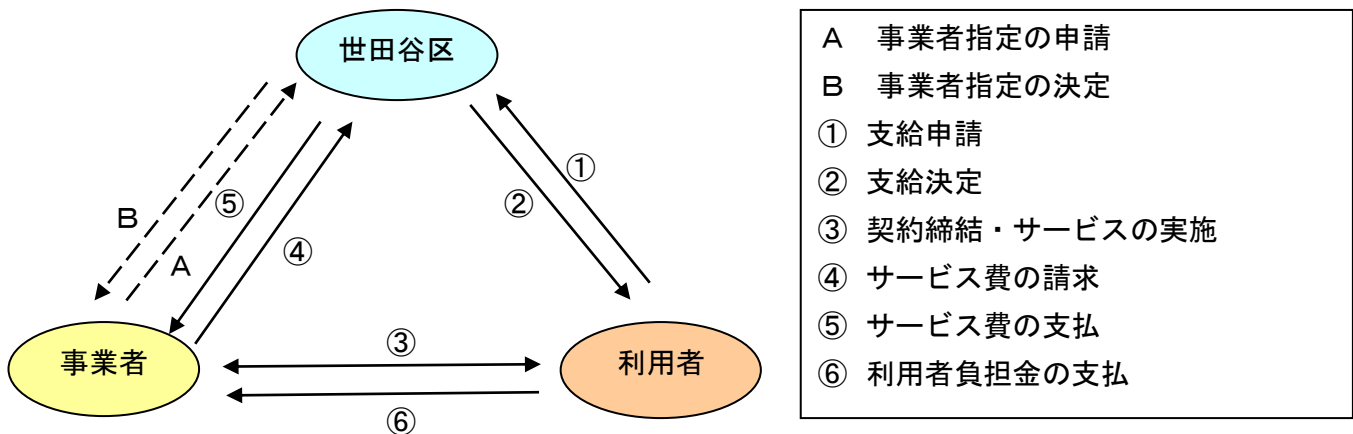 世田谷区
①
②
⑤
B
④
A
事業者
③
利用者
⑥
A 事業者指定の申請
B 事業者指定の決定
① 支給申請
② 支給決定
③ 契約締結・サービスの実施
④ サービス費の請求
⑤ サービス費の支払
⑥ 利用者負担金の支払